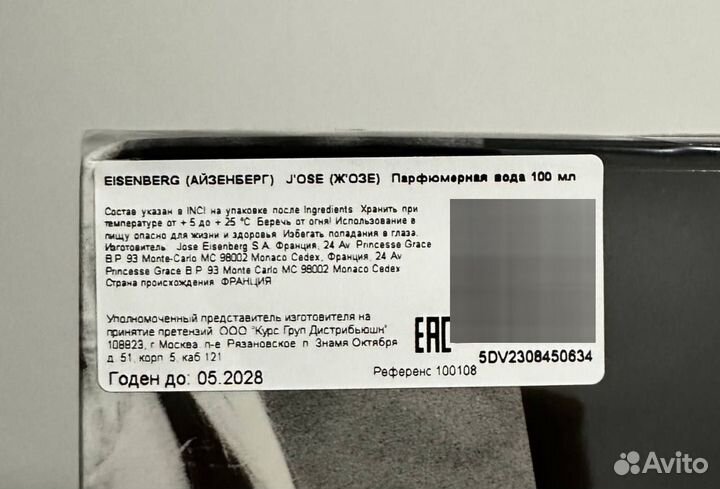 EISENBERG (АЙЗЕНБЕРГ) J'OSE (Ж'ОЗЕ) Парфюмерная вода 100 мл
Состав указан в INCI на упаковке после Ingredients Хранить при
температуре от + 5 до + 25 °С Беречь от огня! Использование в
пищу опасно для жизни и здоровья Избегать попадания в глаза.
Изготовитель Jose Eisenberg S.A. Франция, 24 Av Princesse Grace
B.P 93 Monte-Carlo MC 98002 Monaco Cedex, Франция, 24 Av
Princesse Grace B.P 93 Monte Carlo MC 98002 Monaco Cedex
Страна происхождения ФРАНЦИЯ
Уполномоченный представитель изготовителя на
принятие претензий ООО "Курс Груп Дистрибьюшн"
109923, г Москва п-е Рязановское п Знамя Октября
д. 51, корп 5, каб 121
Годен до: 05.2028
EAC
5DV2308450634
Референс 100108
Avito